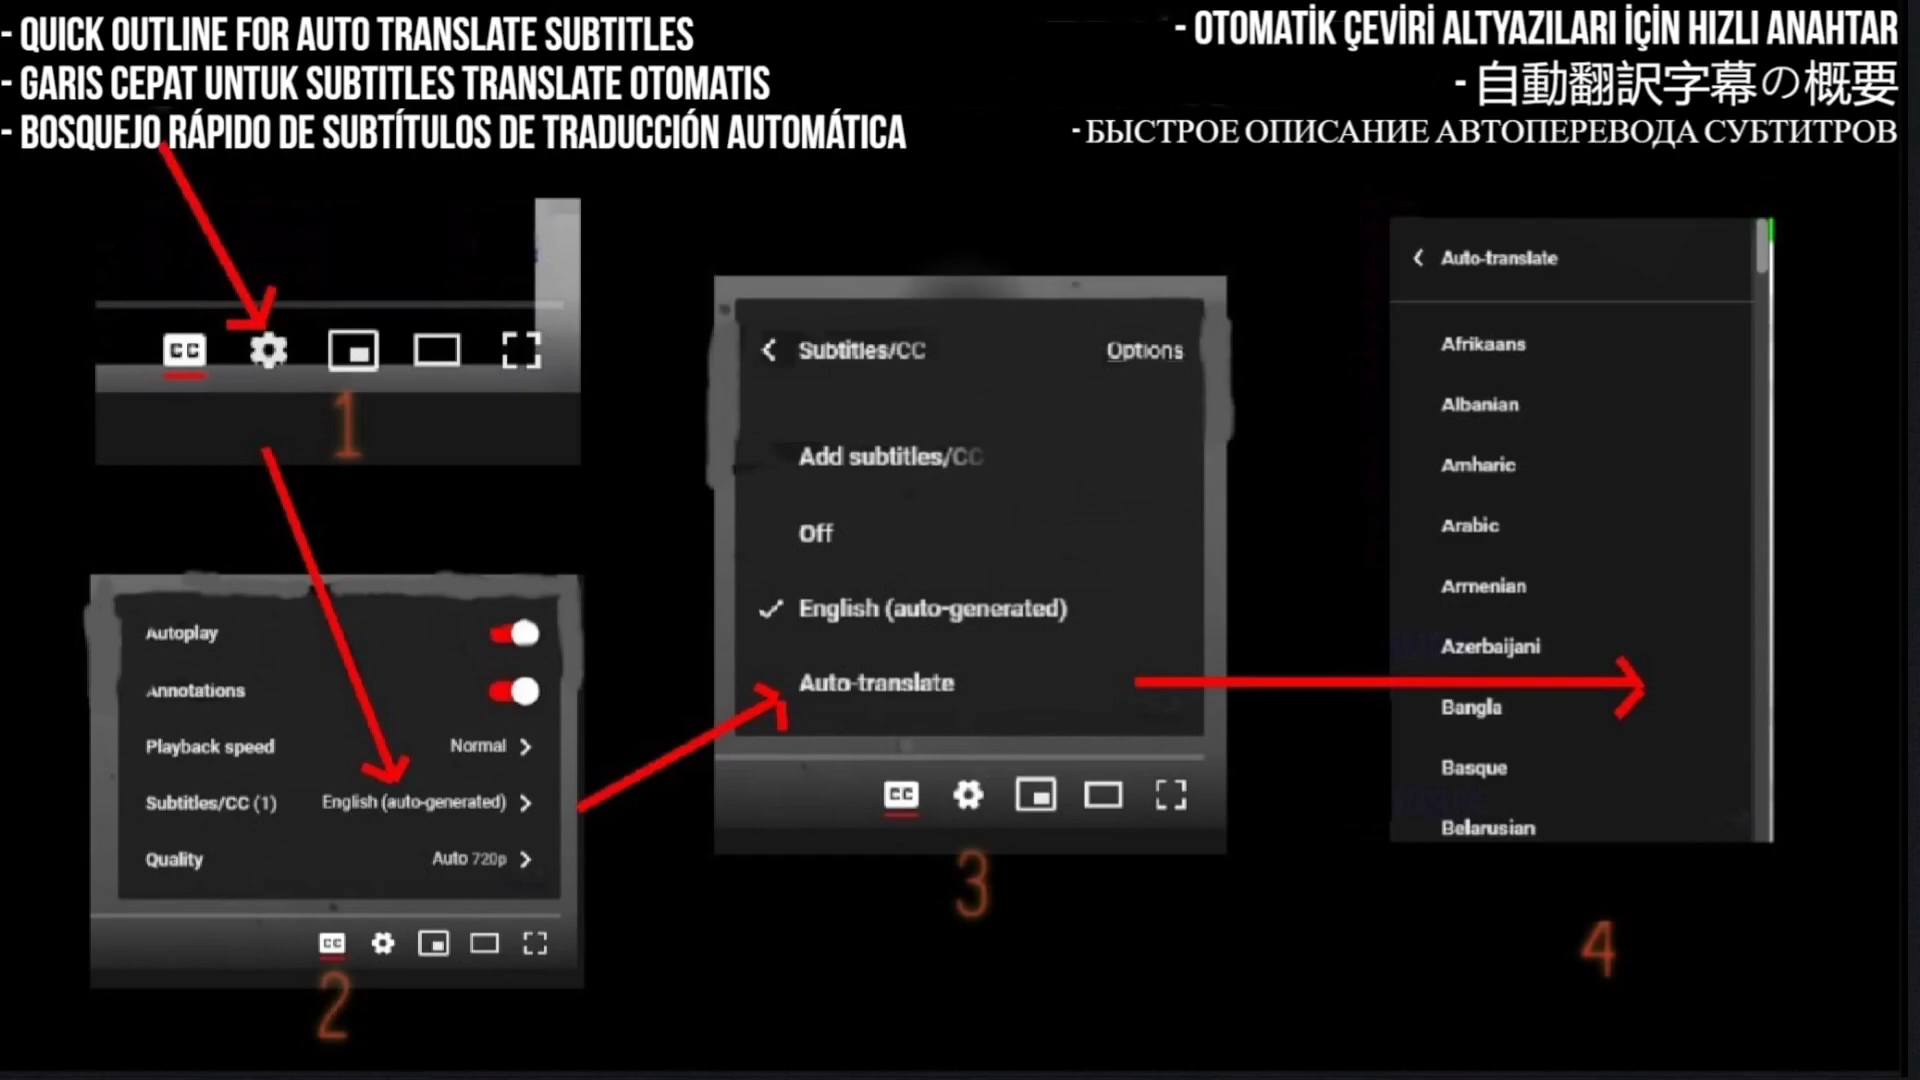 - QUICK OUTLINE FOR AUTO TRANSLATE SUBTITLES
- GARIS CEPAT UNTUK SUBTITLES TRANSLATE OTOMATIS
- BOSQUEJO RÁPIDO DE SUBTÍTULOS DE TRADUCCIÓN AUTOMÁTICA
- OTOMATİK ÇEVİRİ ALTYAZILARI İÇİN HIZLI ANAHTAR
- 自動翻訳字幕の概要
- БЫСТРОЕ ОПИСАНИЕ АВТОПЕРЕВОДА СУБТИТРОВ
CC
1
Autoplay
Annotations
Playback speed Normal
Subtitles/CC (1) English (auto-generated)
Quality Auto 720p
CC
2
Subtitles/CC Options
Add subtitles/CC
Off
English (auto-generated)
Auto-translate
CC
3
Auto-translate
Afrikaans
Albanian
Amharic
Arabic
Armenian
Azerbaijani
Bangla
Basque
Belarusian
4